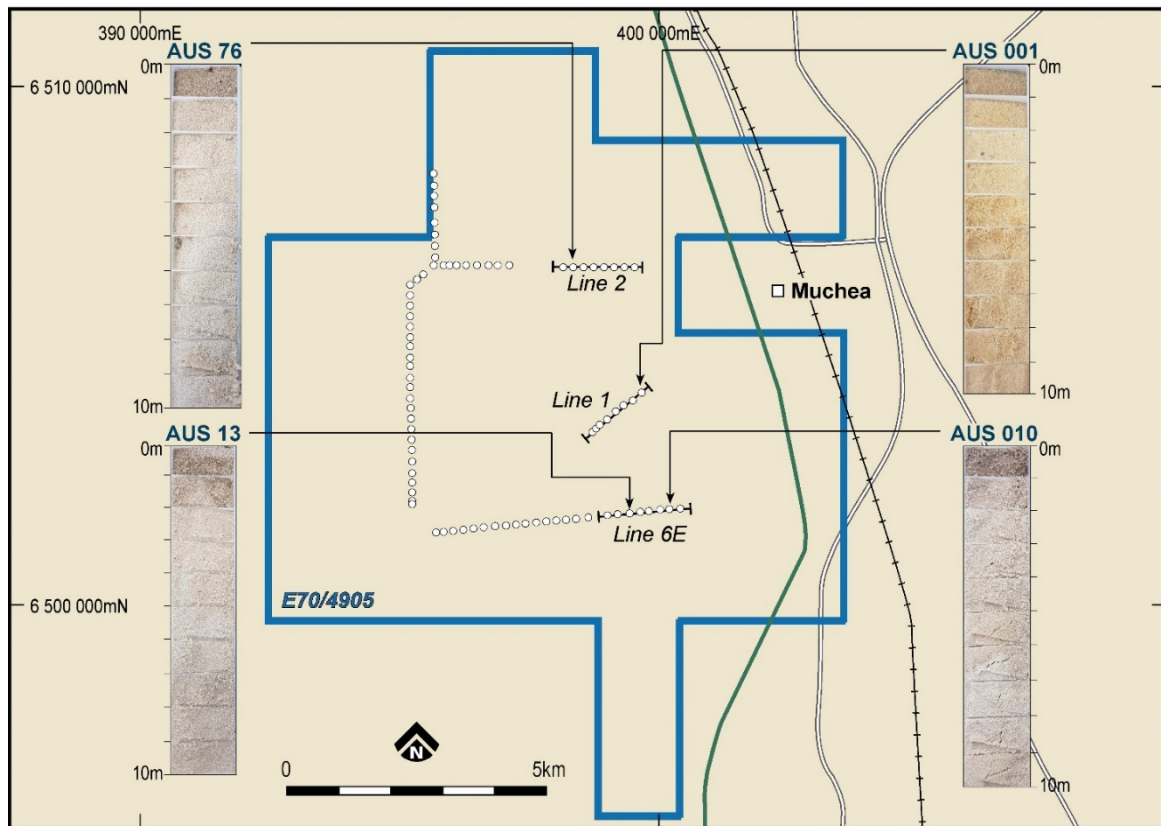 390 000mE
400 000mE
AUS 76
AUS 001
0m
0m
6 510 000mN
Line 2
Muchea
Line 1
10m
10m
AUS 13
AUS 010
0m
0m
Line 6E
E70/4905
6 500 000mN
N
0
5km
10m
10m